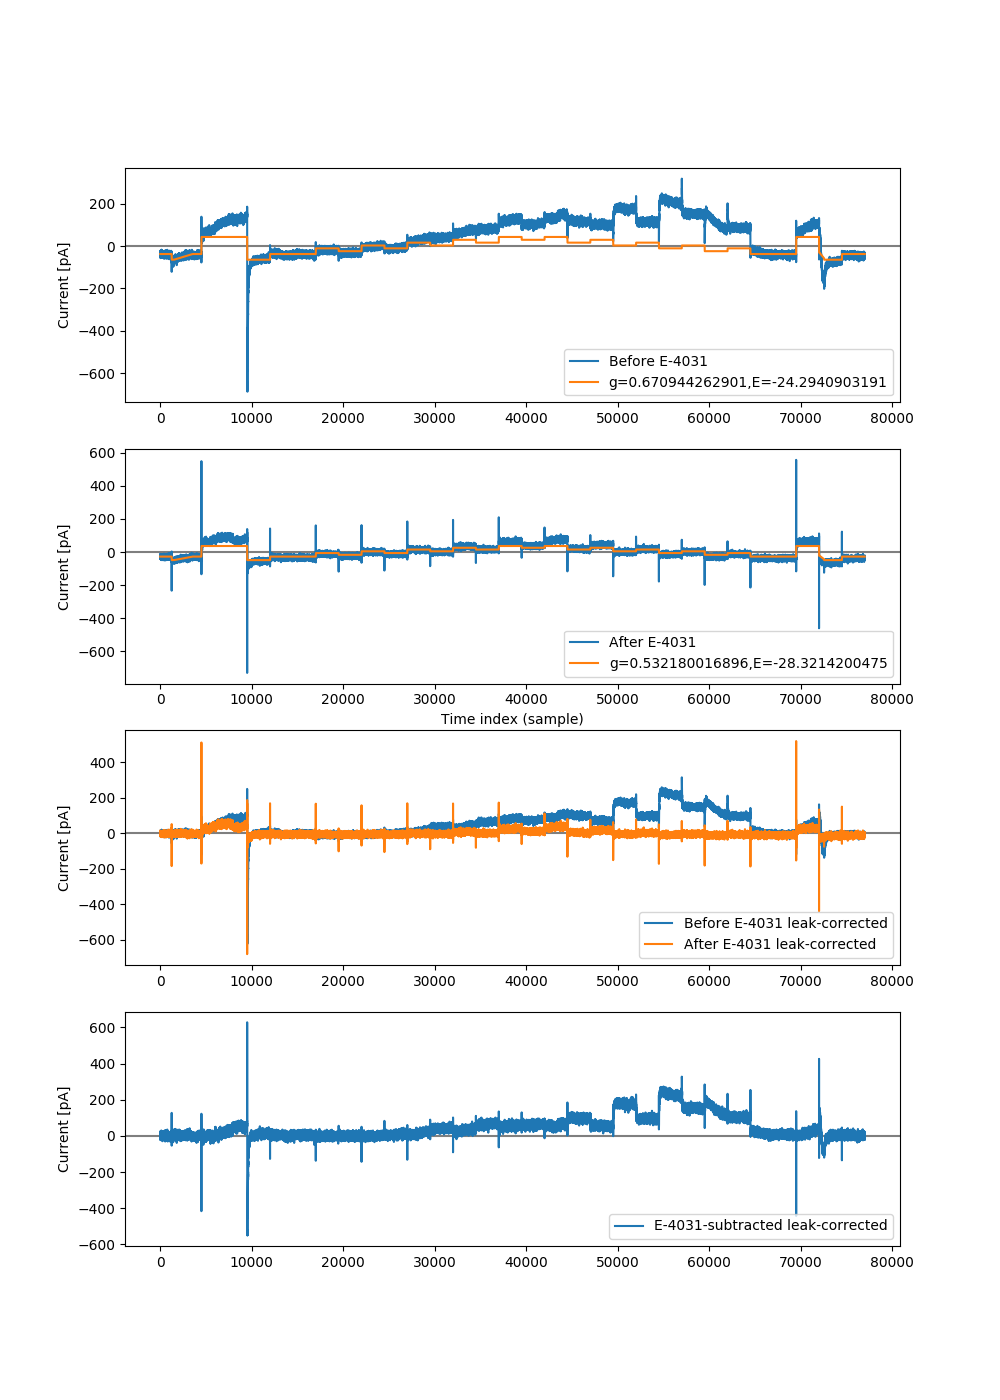 200
0
−200
−400
−600
Current [pA]
Before E-4031
g=0.670944262901,E=-24.2940903191
0 10000 20000 30000 40000 50000 60000 70000 80000
600
400
200
0
−200
−400
−600
Current [pA]
After E-4031
g=0.532180016896,E=-28.3214200475
0 10000 20000 30000 40000 50000 60000 70000 80000
Time index (sample)
400
200
0
−200
−400
−600
Current [pA]
Before E-4031 leak-corrected
After E-4031 leak-corrected
0 10000 20000 30000 40000 50000 60000 70000 80000
600
400
200
0
−200
−400
−600
Current [pA]
E-4031-subtracted leak-corrected
0 10000 20000 30000 40000 50000 60000 70000 80000